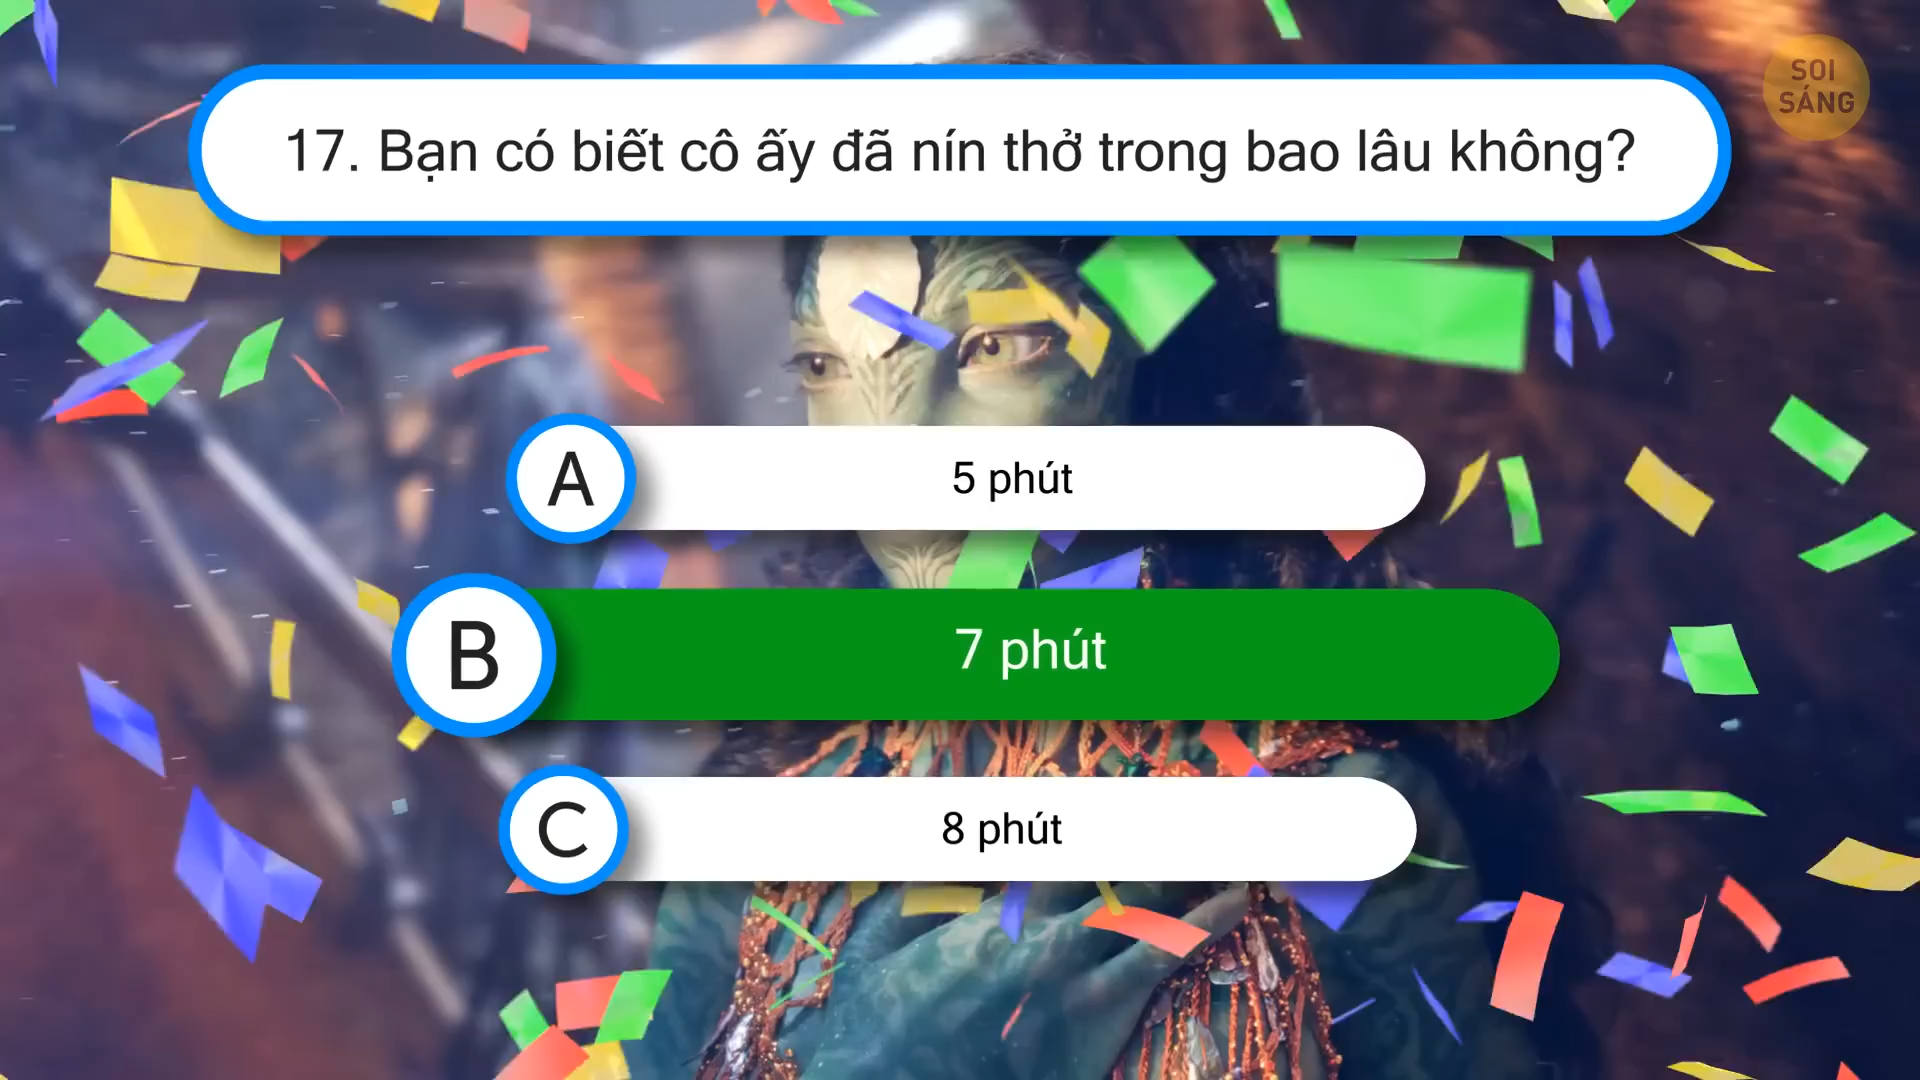 SOI
SÁNG
17. Bạn có biết cô ấy đã nín thở trong bao lâu không?
A
5 phút
B
7 phút
C
8 phút